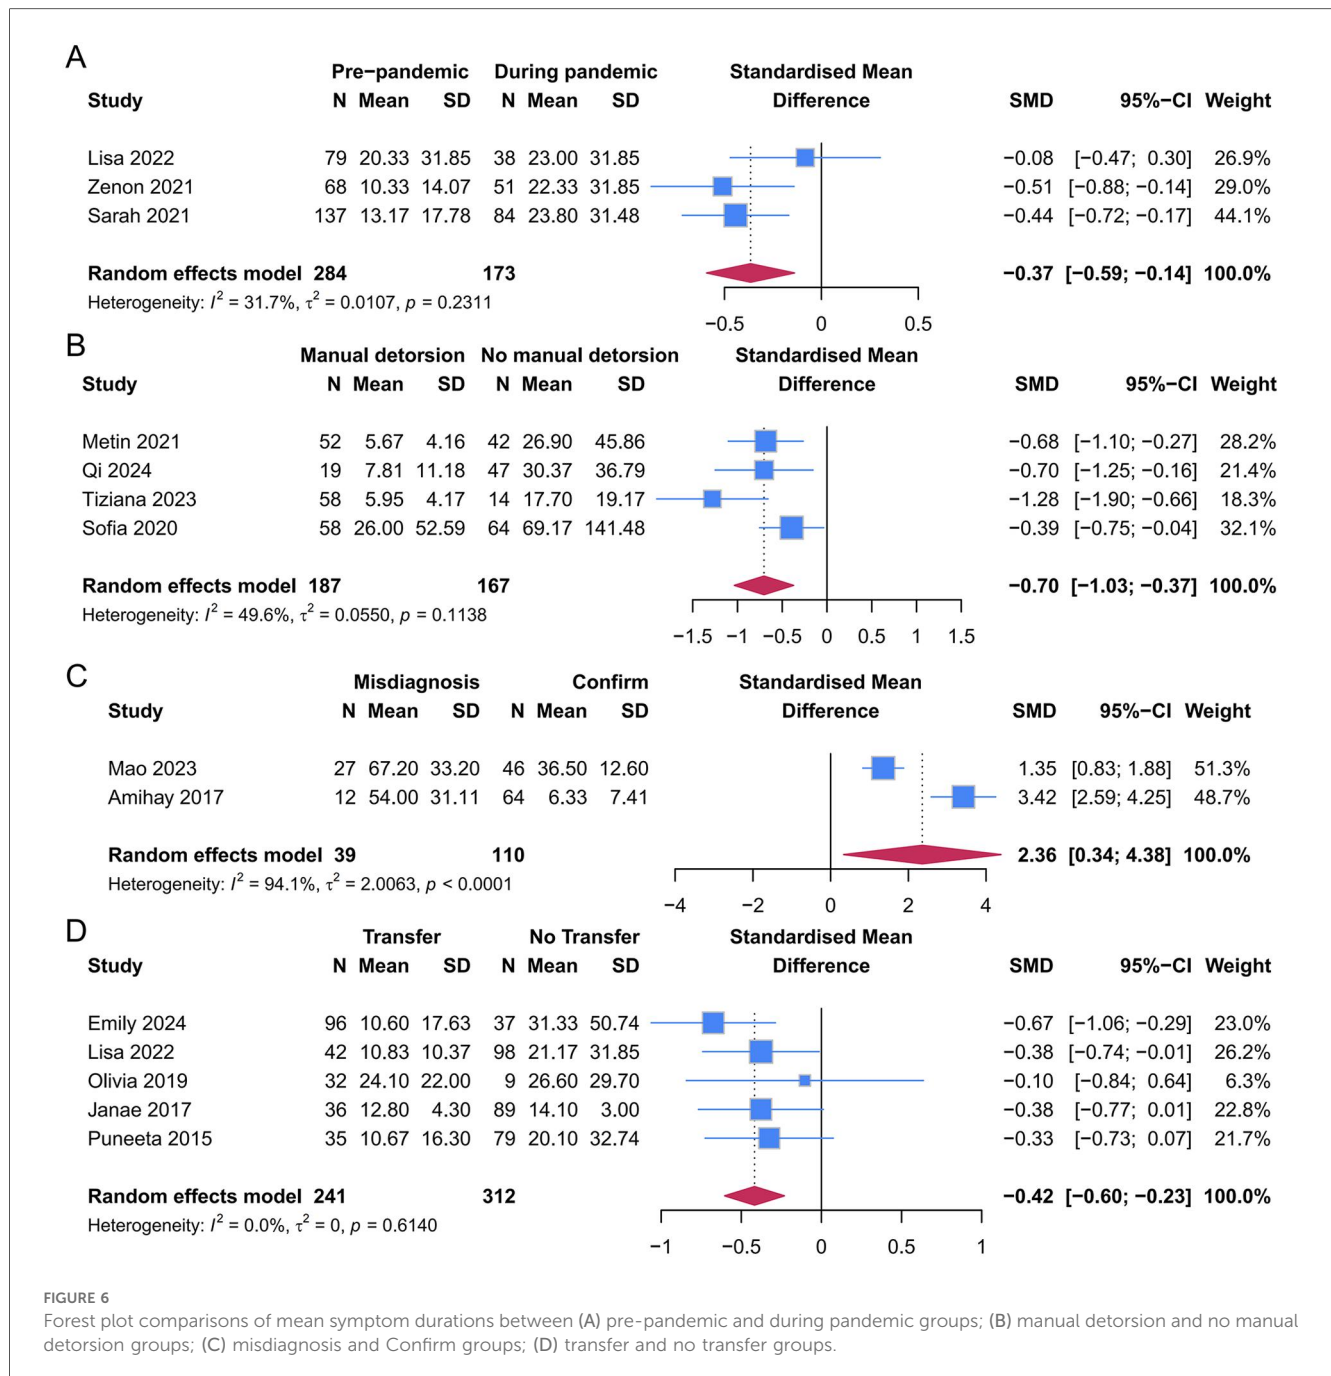 A
Pre−pandemic During pandemic Standardised Mean
Study N Mean SD N Mean SD Difference SMD 95%−CI Weight
Lisa 2022 79 20.33 31.85 38 23.00 31.85 −0.08 [−0.47; 0.30] 26.9%
Zenon 2021 68 10.33 14.07 51 22.33 31.85 −0.51 [−0.88; −0.14] 29.0%
Sarah 2021 137 13.17 17.78 84 23.80 31.48 −0.44 [−0.72; −0.17] 44.1%
Random effects model 284 173 −0.37 [−0.59; −0.14] 100.0%
Heterogeneity: I² = 31.7%, τ² = 0.0107, p = 0.2311
−0.5 0 0.5
B
Manual detorsion No manual detorsion Standardised Mean
Study N Mean SD N Mean SD Difference SMD 95%−CI Weight
Metin 2021 52 5.67 4.16 42 26.90 45.86 −0.68 [−1.10; −0.27] 28.2%
Qi 2024 19 7.81 11.18 47 30.37 36.79 −0.70 [−1.25; −0.16] 21.4%
Tiziana 2023 58 5.95 4.17 14 17.70 19.17 −1.28 [−1.90; −0.66] 18.3%
Sofia 2020 58 26.00 52.59 64 69.17 141.48 −0.39 [−0.75; −0.04] 32.1%
Random effects model 187 167 −0.70 [−1.03; −0.37] 100.0%
Heterogeneity: I² = 49.6%, τ² = 0.0550, p = 0.1138
−1.5 −1 −0.5 0 0.5 1 1.5
C
Misdiagnosis Confirm Standardised Mean
Study N Mean SD N Mean SD Difference SMD 95%−CI Weight
Mao 2023 27 67.20 33.20 46 36.50 12.60 1.35 [0.83; 1.88] 51.3%
Amihay 2017 12 54.00 31.11 64 6.33 7.41 3.42 [2.59; 4.25] 48.7%
Random effects model 39 110 2.36 [0.34; 4.38] 100.0%
Heterogeneity: I² = 94.1%, τ² = 2.0063, p < 0.0001
−4 −2 0 2 4
D
Transfer No Transfer Standardised Mean
Study N Mean SD N Mean SD Difference SMD 95%−CI Weight
Emily 2024 96 10.60 17.63 37 31.33 50.74 −0.67 [−1.06; −0.29] 23.0%
Lisa 2022 42 10.83 10.37 98 21.17 31.85 −0.38 [−0.74; −0.01] 26.2%
Olivia 2019 32 24.10 22.00 9 26.60 29.70 −0.10 [−0.84; 0.64] 6.3%
Janae 2017 36 12.80 4.30 89 14.10 3.00 −0.38 [−0.77; 0.01] 22.8%
Puneeta 2015 35 10.67 16.30 79 20.10 32.74 −0.33 [−0.73; 0.07] 21.7%
Random effects model 241 312 −0.42 [−0.60; −0.23] 100.0%
Heterogeneity: I² = 0.0%, τ² = 0, p = 0.6140
−1 −0.5 0 0.5 1
FIGURE 6
Forest plot comparisons of mean symptom durations between (A) pre-pandemic and during pandemic groups; (B) manual detorsion and no manual
detorsion groups; (C) misdiagnosis and Confirm groups; (D) transfer and no transfer groups.